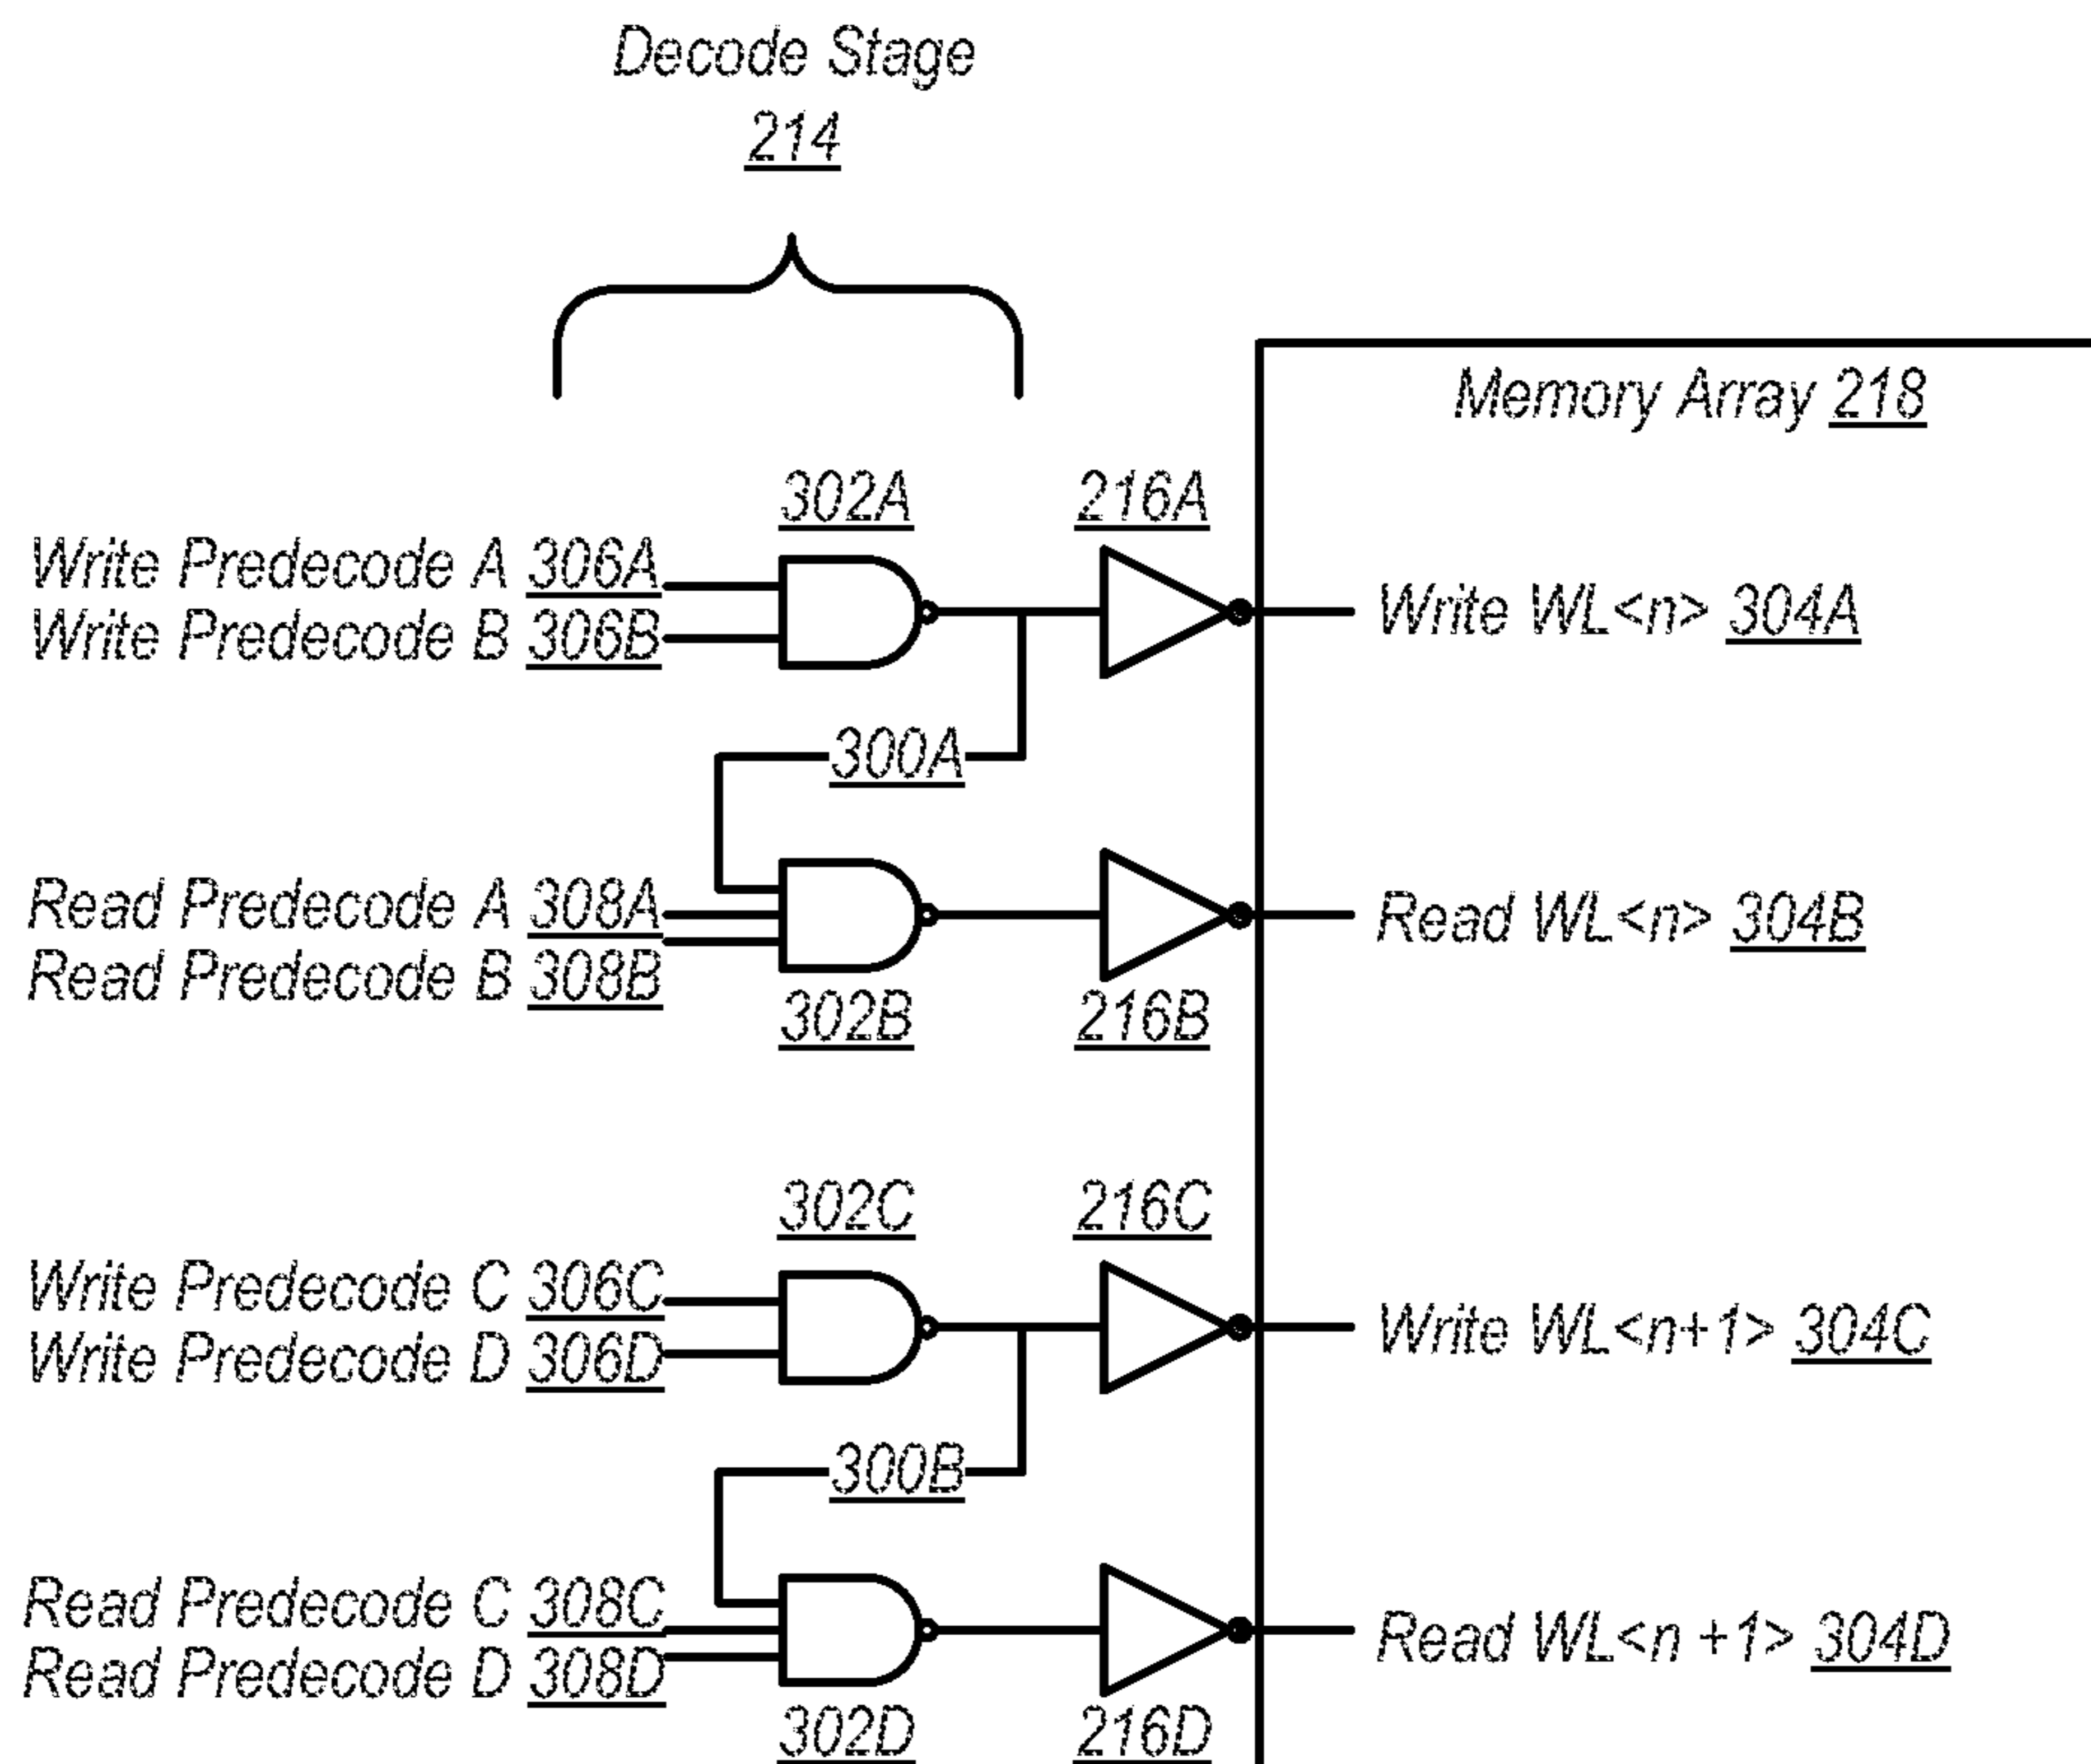 Decode Stage
214
Memory Array 218
302A
216A
Write Predecode A 306A
Write Predecode B 306B
Write WL<n> 304A
300A
Read Predecode A 308A
Read Predecode B 308B
Read WL<n> 304B
302B
216B
302C
216C
Write Predecode C 306C
Write Predecode D 306D
Write WL<n+1> 304C
300B
Read Predecode C 308C
Read Predecode D 308D
Read WL<n +1> 304D
302D
216D